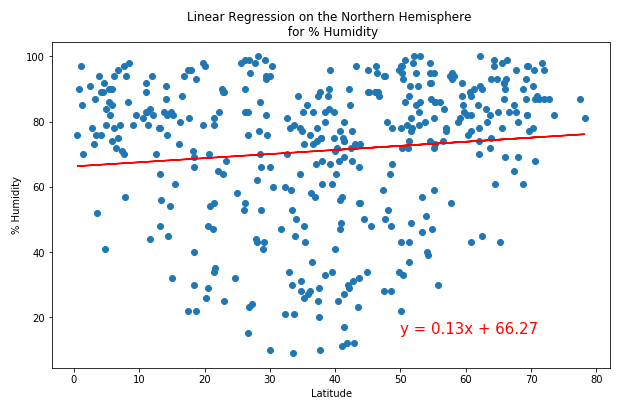 Linear Regression on the Northern Hemisphere
for % Humidity
100
80
60
40
20
% Humidity
y = 0.13x + 66.27
0 10 20 30 40 50 60 70 80
Latitude